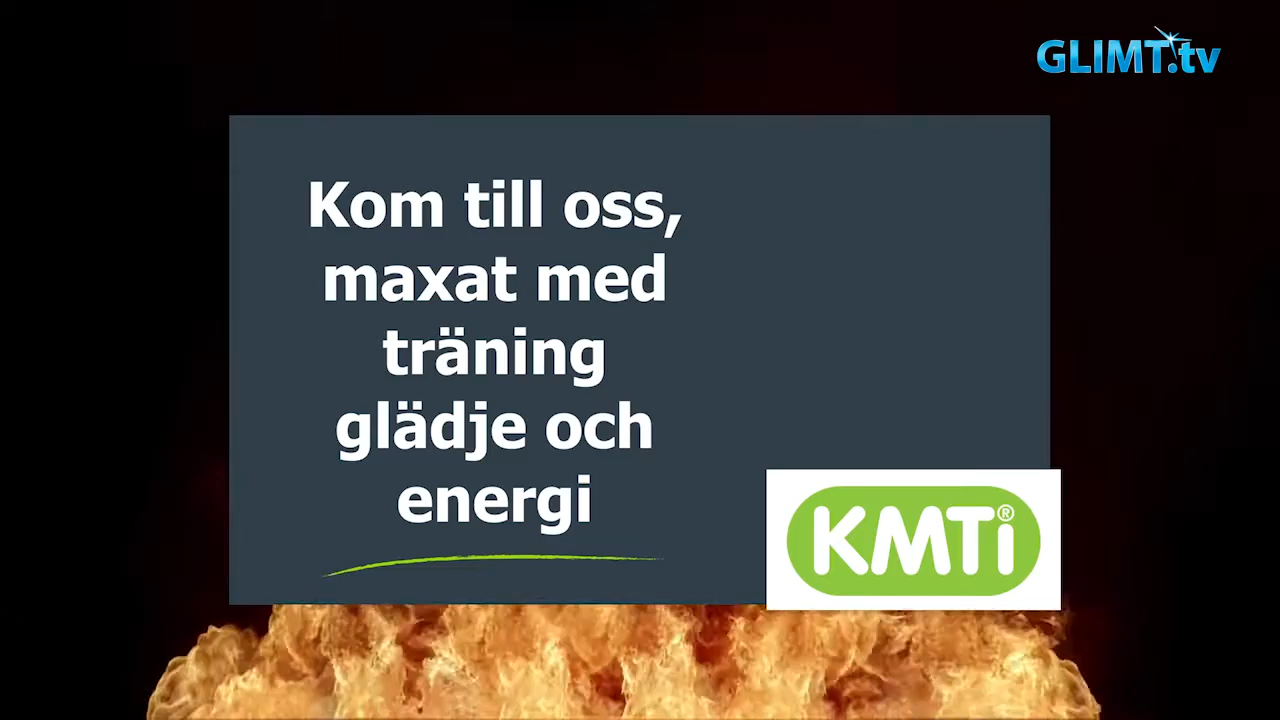 GLIMT.tv
Kom till oss,
maxat med
träning
glädje och
energi
KMTi®